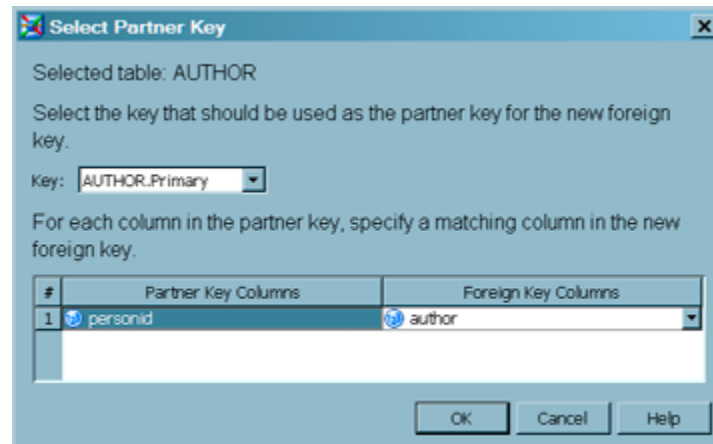 Select Partner Key
Selected table: AUTHOR
Select the key that should be used as the partner key for the new foreign
key.
Key: AUTHOR.Primary
For each column in the partner key, specify a matching column in the new
foreign key.
# Partner Key Columns Foreign Key Columns
1 personid author
OK Cancel Help